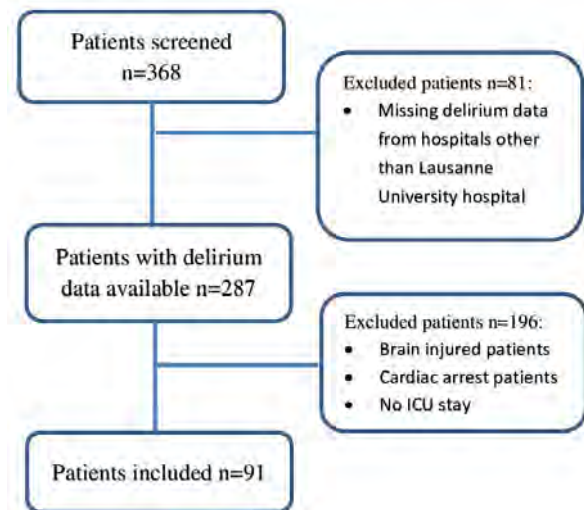 Patients screened
n=368
Excluded patients n=81:
• Missing delirium data
from hospitals other
than Lausanne
University hospital
Patients with delirium
data available n=287
Excluded patients n=196:
• Brain injured patients
• Cardiac arrest patients
• No ICU stay
Patients included n=91